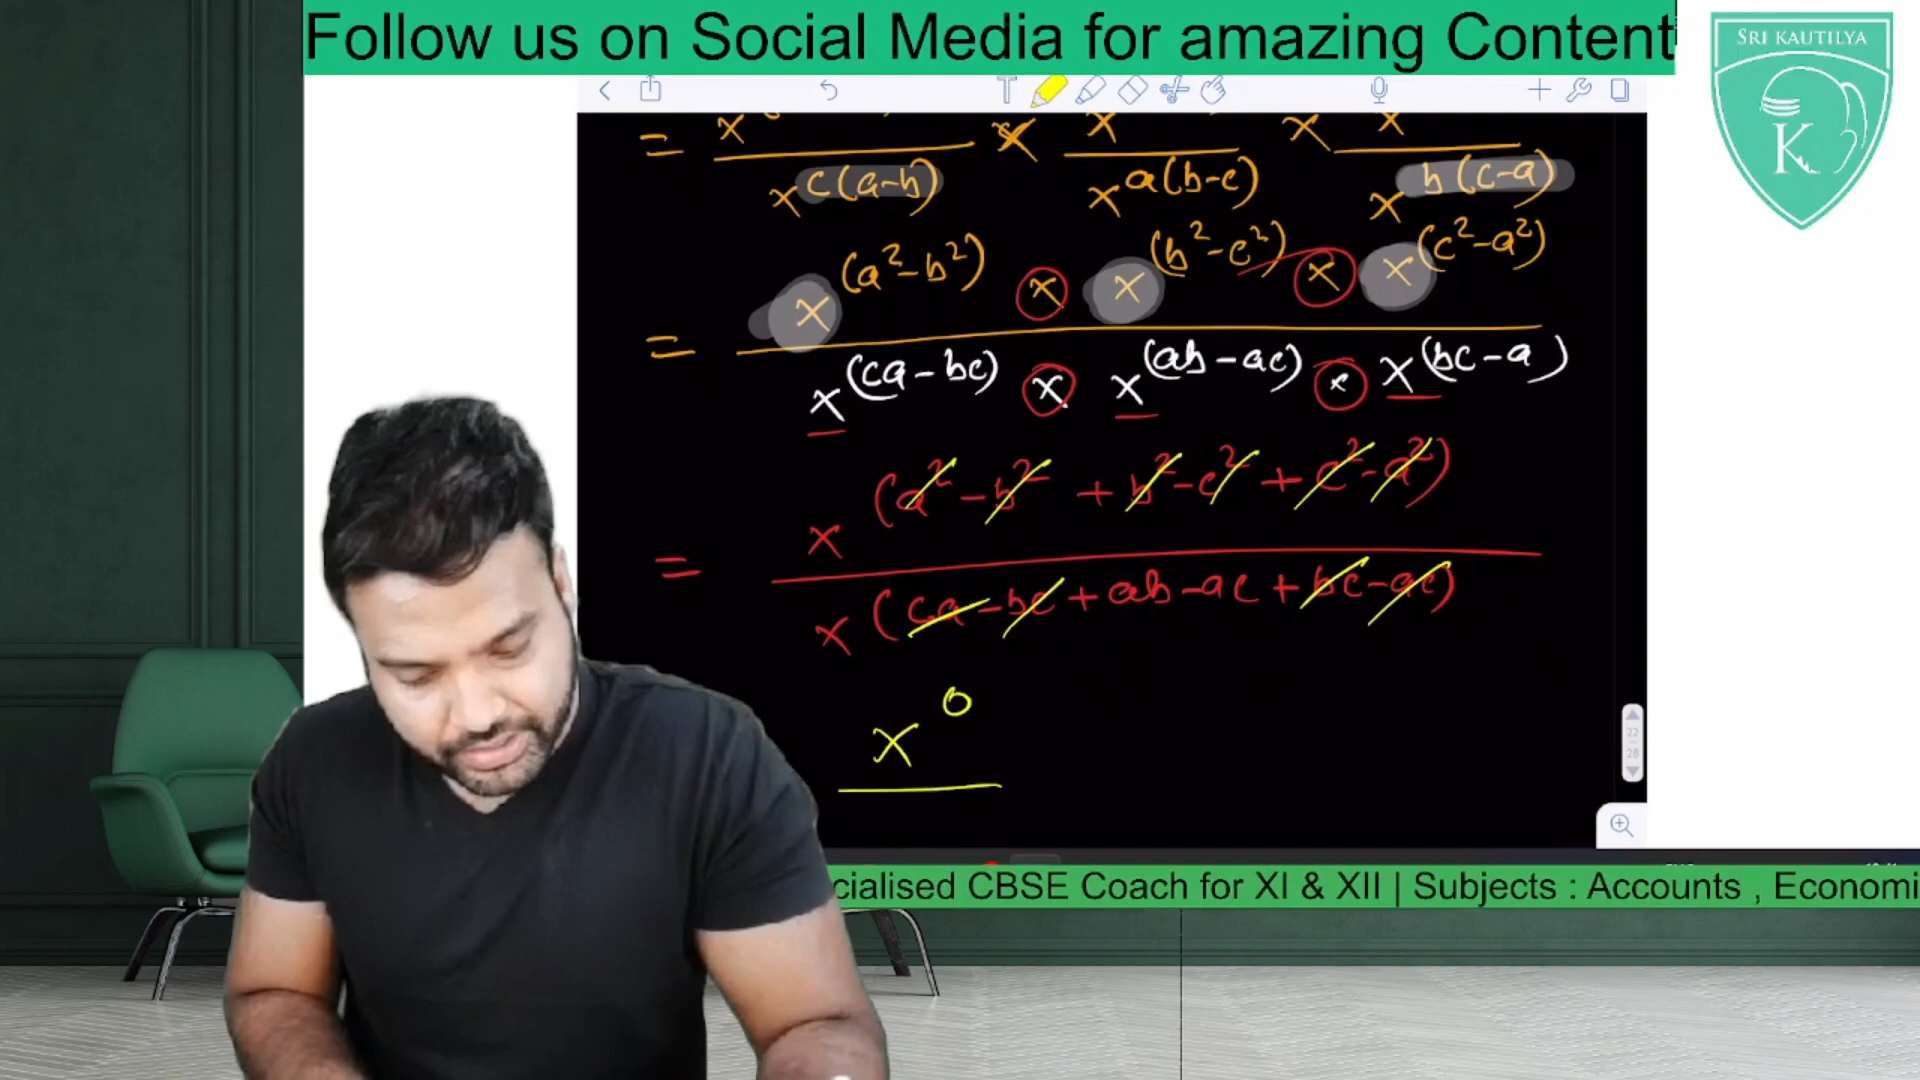 Follow us on Social Media for amazing Content
SRI KAUTILYA
K
T
= x × x × x
x^c(a-b) x^a(b-c) x^b(c-a)
= x^(a²-b²) × x^(b²-c²) × x^(c²-a²)
x^(ca-bc) × x^(ab-ac) × x^(bc-a )
= x^(a²-b²+b²-c²+c²-a²)
x^(ca-bc+ab-ac+bc-ac)
x^0
22
28
cialised CBSE Coach for XI & XII | Subjects : Accounts , Economi